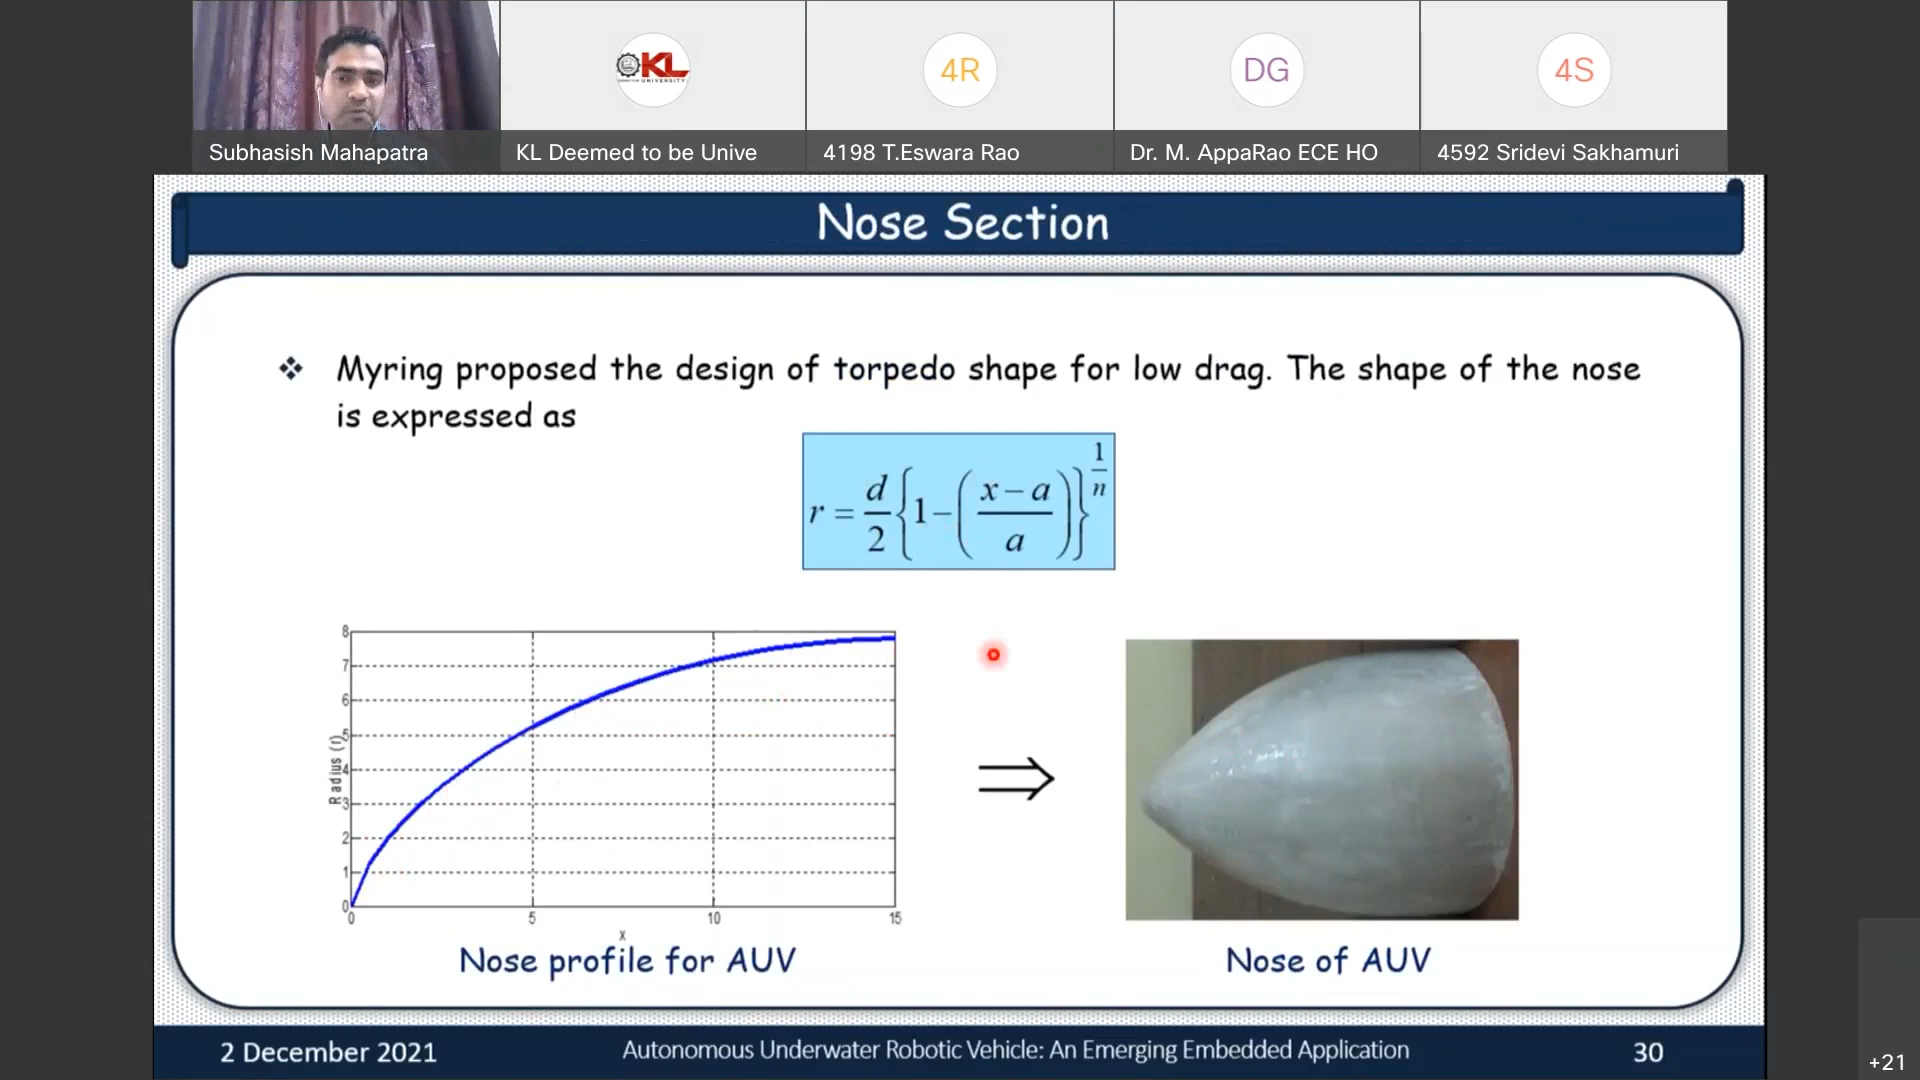 KL
UNIVERSITY
4R
DG
4S
Subhasish Mahapatra
KL Deemed to be Unive
4198 T.Eswara Rao
Dr. M. AppaRao ECE HO
4592 Sridevi Sakhamuri
Nose Section
❖ Myring proposed the design of torpedo shape for low drag. The shape of the nose
is expressed as
r = d/2 {1 − ((x − a)/a)}^(1/n)
8
7
6
5
4
3
2
1
0
Radius (r)
0 5 10 15
x
Nose profile for AUV
Nose of AUV
2 December 2021
Autonomous Underwater Robotic Vehicle: An Emerging Embedded Application
30
+21